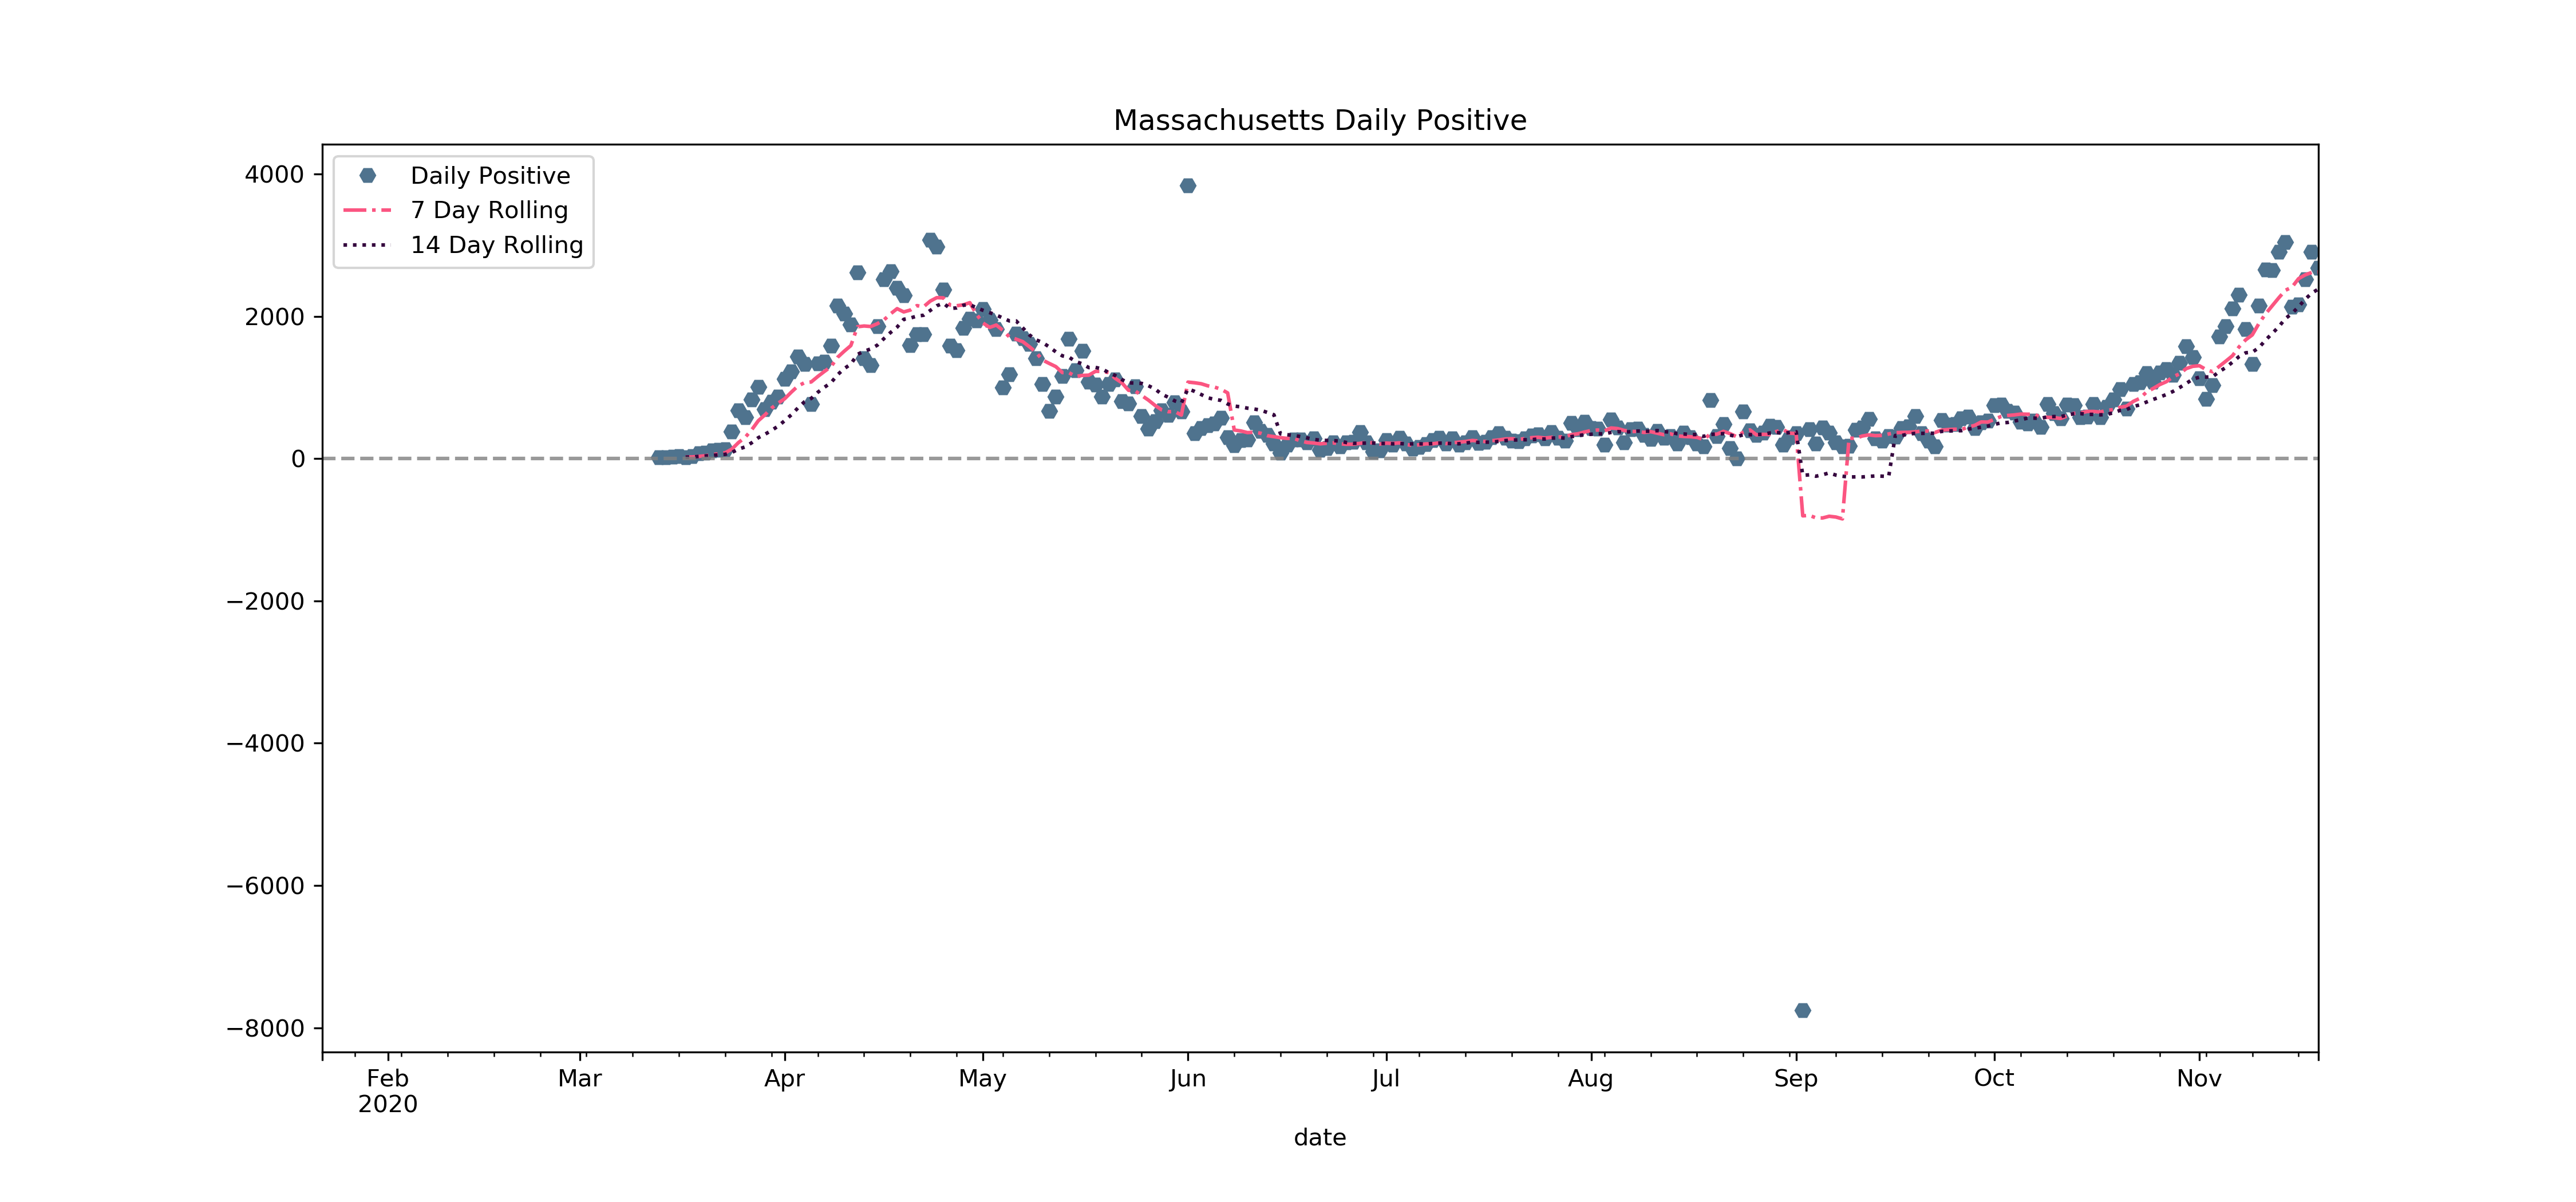 Massachusetts Daily Positive
Daily Positive
7 Day Rolling
14 Day Rolling
4000
2000
0
−2000
−4000
−6000
−8000
Feb Mar Apr May Jun Jul Aug Sep Oct Nov
2020
date